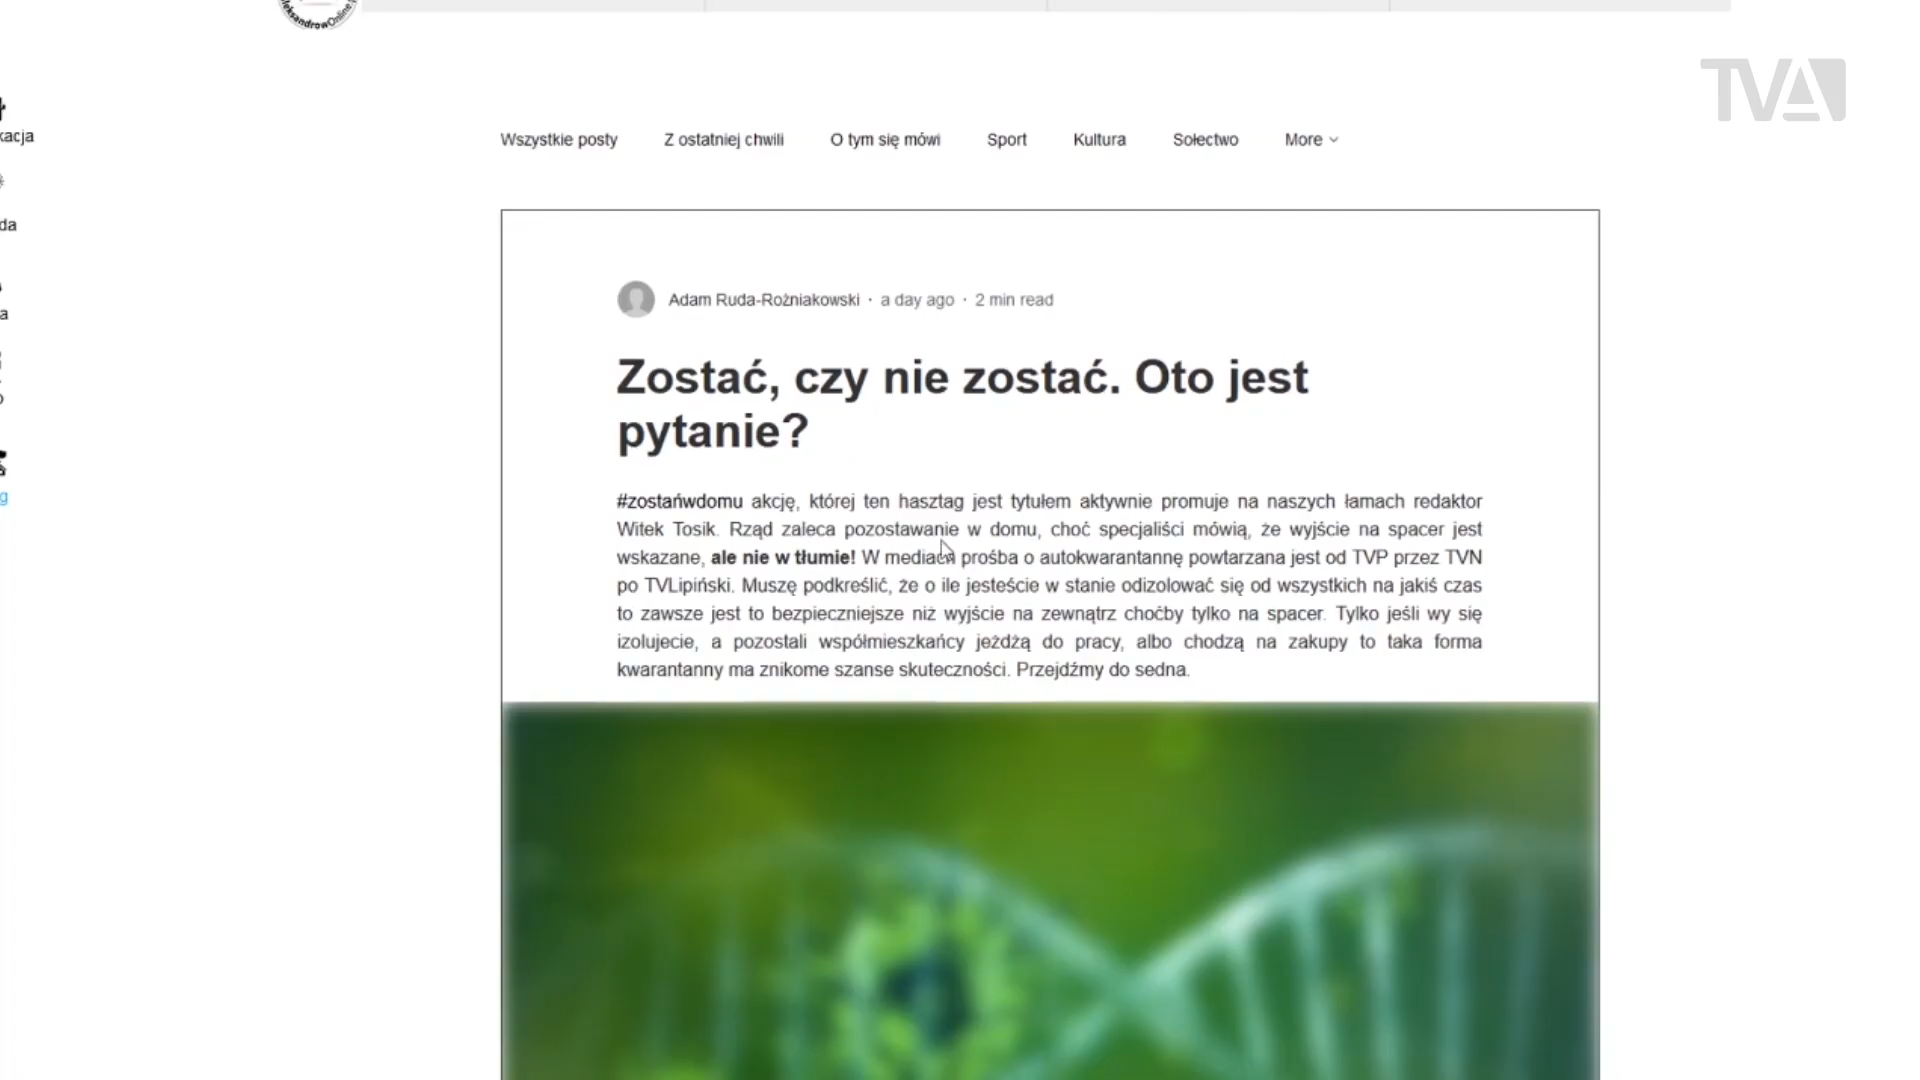 AleksandrowOnline
TVA
kacja
da
a
g
Wszystkie posty Z ostatniej chwili O tym się mówi Sport Kultura Sołectwo More
Adam Ruda-Rożniakowski · a day ago · 2 min read
Zostać, czy nie zostać. Oto jest
pytanie?
#zostańwdomu akcję, której ten hasztag jest tytułem aktywnie promuje na naszych łamach redaktor
Witek Tosik. Rząd zaleca pozostawanie w domu, choć specjaliści mówią, że wyjście na spacer jest
wskazane, ale nie w tłumie! W mediach prośba o autokwarantannę powtarzana jest od TVP przez TVN
po TVLipiński. Muszę podkreślić, że o ile jesteście w stanie odizolować się od wszystkich na jakiś czas
to zawsze jest to bezpieczniejsze niż wyjście na zewnątrz choćby tylko na spacer. Tylko jeśli wy się
izolujecie, a pozostali współmieszkańcy jeżdżą do pracy, albo chodzą na zakupy to taka forma
kwarantanny ma znikome szanse skuteczności. Przejdźmy do sedna.